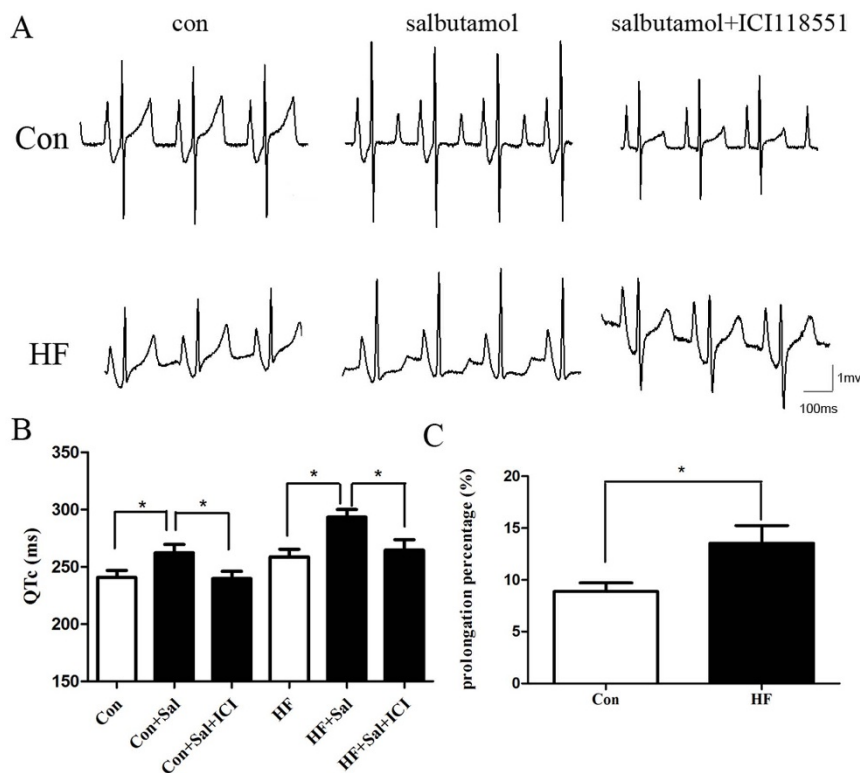 A
con salbutamol salbutamol+ICI118551
Con
HF
1mv
100ms
B
350
300
250
200
150
QTc (ms)
* * * *
Con Con+Sal Con+Sal+ICI HF HF+Sal HF+Sal+ICI
C
20
15
10
5
0
prolongation percentage (%)
*
Con HF